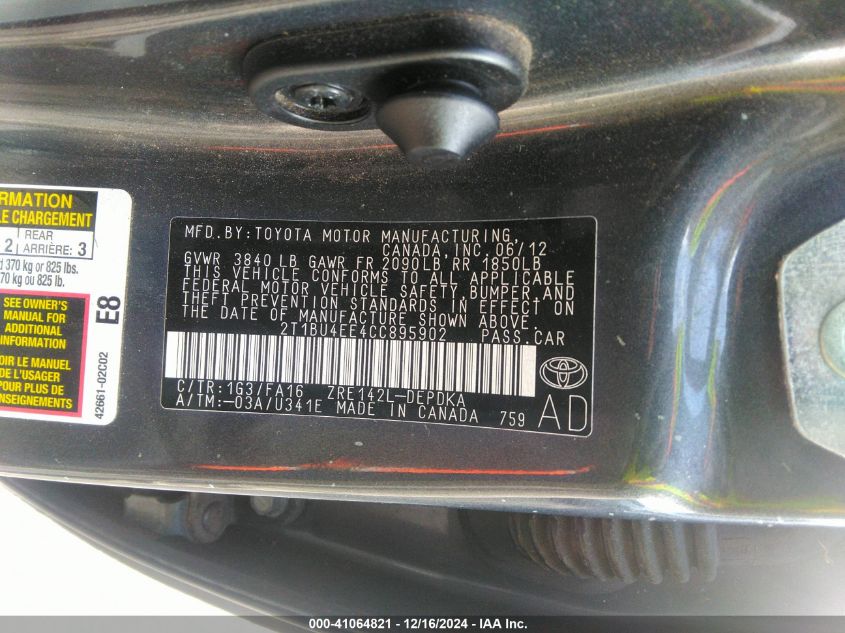 RMATION
LE CHARGEMENT
2 REAR
ARRIÈRE: 3
370 kg or 825 lbs.
70 kg ou 825 lb.
SEE OWNER'S
MANUAL FOR
ADDITIONAL
INFORMATION
OIR LE MANUEL
E POUR PLUS DE
ENSEIGNEMENTS
42661-02C02
E8
MFD.BY:TOYOTA MOTOR MANUFACTURING,
CANADA,INC. 06/12
GVWR 3840 LB GAWR FR 2090LB RR 1850LB
THIS VEHICLE CONFORMS TO ALL APPLICABLE
FEDERAL MOTOR VEHICLE SAFETY,BUMPER,AND
THEFT PREVENTION STANDARDS IN EFFECT ON
THE DATE OF MANUFACTURE SHOWN ABOVE.
2T1BU4EE4CC895902 PASS.CAR
C/TR:1G3/FA16 ZRE142L-DEPDKA
A/TM:-03A/U341E MADE IN CANADA 759
AD
000-41064821 - 12/16/2024 - IAA Inc.